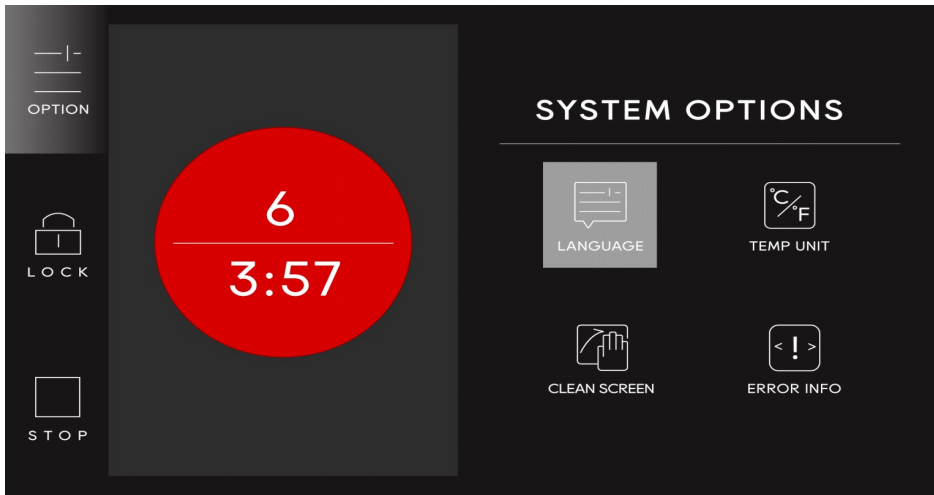 OPTION
LOCK
STOP
6
3:57
SYSTEM OPTIONS
LANGUAGE
°C/°F
TEMP UNIT
CLEAN SCREEN
<!>
ERROR INFO